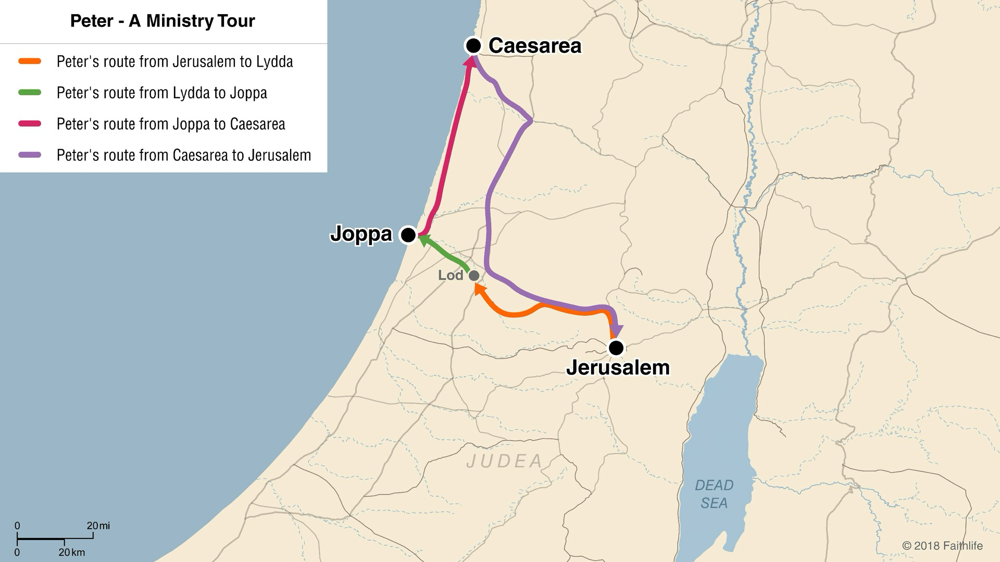 Peter - A Ministry Tour
Peter's route from Jerusalem to Lydda
Peter's route from Lydda to Joppa
Peter's route from Joppa to Caesarea
Peter's route from Caesarea to Jerusalem
Caesarea
Joppa
Lod
Jerusalem
JUDEA
DEAD
SEA
0 20 mi
0 20 km
© 2018 Faithlife